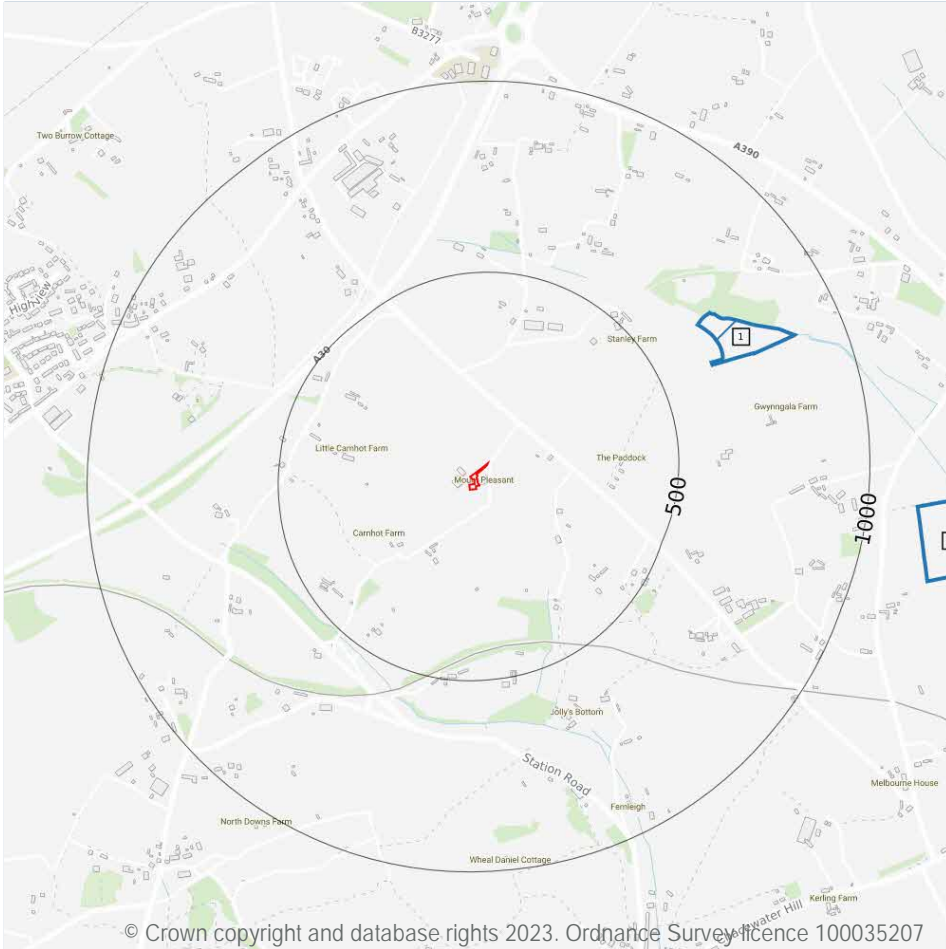 B3277
Two Burrow Cottage
A390
Highview
Stanley Farm
1
A30
Gwynngala Farm
Little Carnhot Farm
The Paddock
Mount Pleasant
500
1000
Carnhot Farm
Jolly's Bottom
Station Road
Melbourne House
Fernleigh
North Downs Farm
Wheal Daniel Cottage
Kerling Farm
Hill
© Crown copyright and database rights 2023. Ordnance Survey licence 100035207